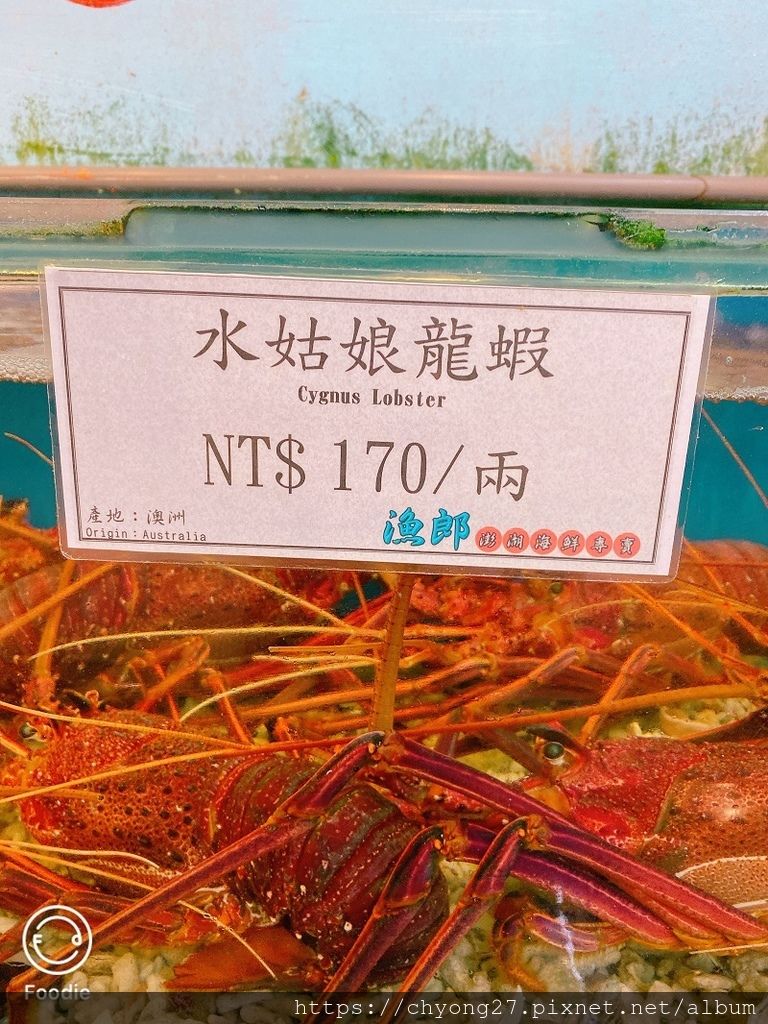 水姑娘龍蝦
Cygnus Lobster
NT$ 170/兩
產地：澳洲
Origin：Australia
漁郎 澎湖海鮮專賣
Foodie
https://chyong27.pixnet.net/album